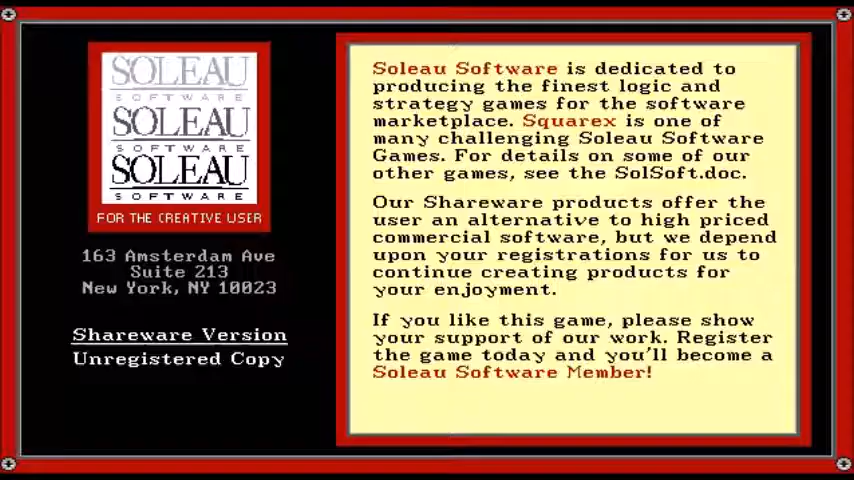 SOLEAU
SOFTWARE
SOLEAU
SOFTWARE
SOLEAU
SOFTWARE
FOR THE CREATIVE USER
163 Amsterdam Ave
Suite 213
New York, NY 10023
Shareware Version
Unregistered Copy
Soleau Software is dedicated to
producing the finest logic and
strategy games for the software
marketplace. Squarex is one of
many challenging Soleau Software
Games. For details on some of our
other games, see the SolSoft.doc.
Our Shareware products offer the
user an alternative to high priced
commercial software, but we depend
upon your registrations for us to
continue creating products for
your enjoyment.
If you like this game, please show
your support of our work. Register
the game today and you'll become a
Soleau Software Member!